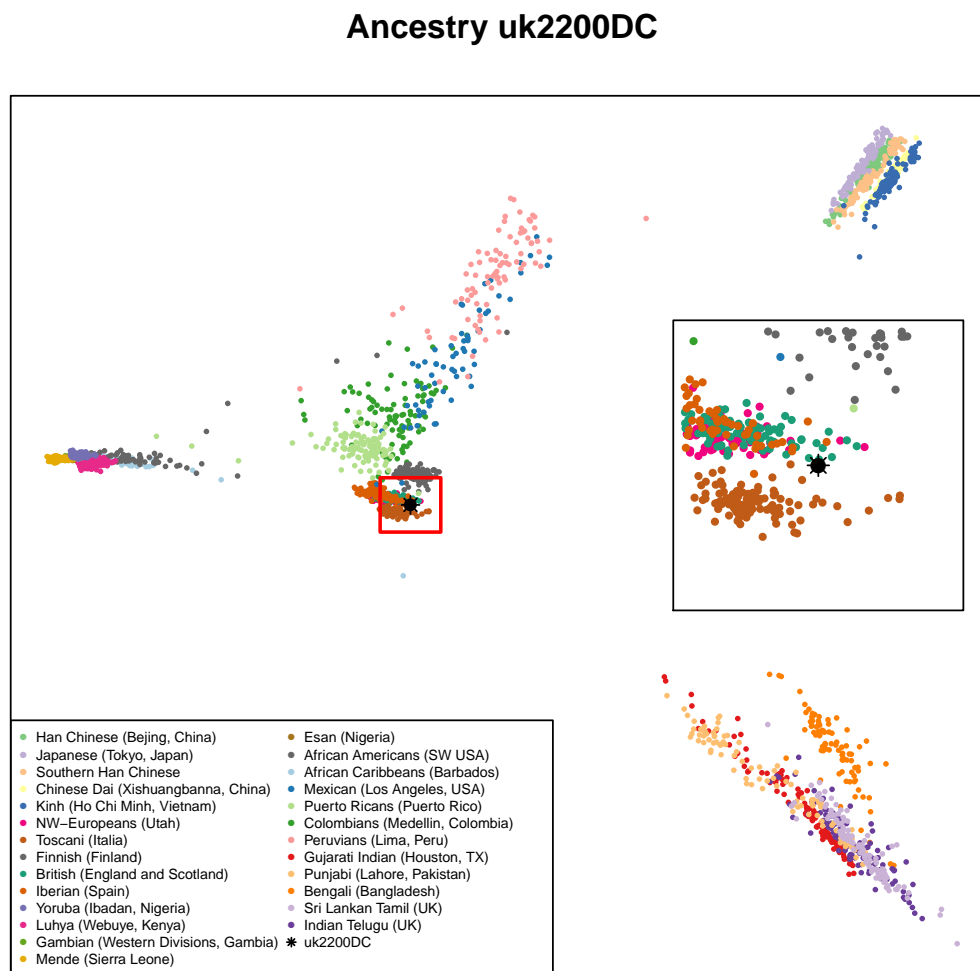 Ancestry uk2200DC
Han Chinese (Bejing, China)
Japanese (Tokyo, Japan)
Southern Han Chinese
Chinese Dai (Xishuangbanna, China)
Kinh (Ho Chi Minh, Vietnam)
NW−Europeans (Utah)
Toscani (Italia)
Finnish (Finland)
British (England and Scotland)
Iberian (Spain)
Yoruba (Ibadan, Nigeria)
Luhya (Webuye, Kenya)
Gambian (Western Divisions, Gambia)
Mende (Sierra Leone)
Esan (Nigeria)
African Americans (SW USA)
African Caribbeans (Barbados)
Mexican (Los Angeles, USA)
Puerto Ricans (Puerto Rico)
Colombians (Medellin, Colombia)
Peruvians (Lima, Peru)
Gujarati Indian (Houston, TX)
Punjabi (Lahore, Pakistan)
Bengali (Bangladesh)
Sri Lankan Tamil (UK)
Indian Telugu (UK)
uk2200DC